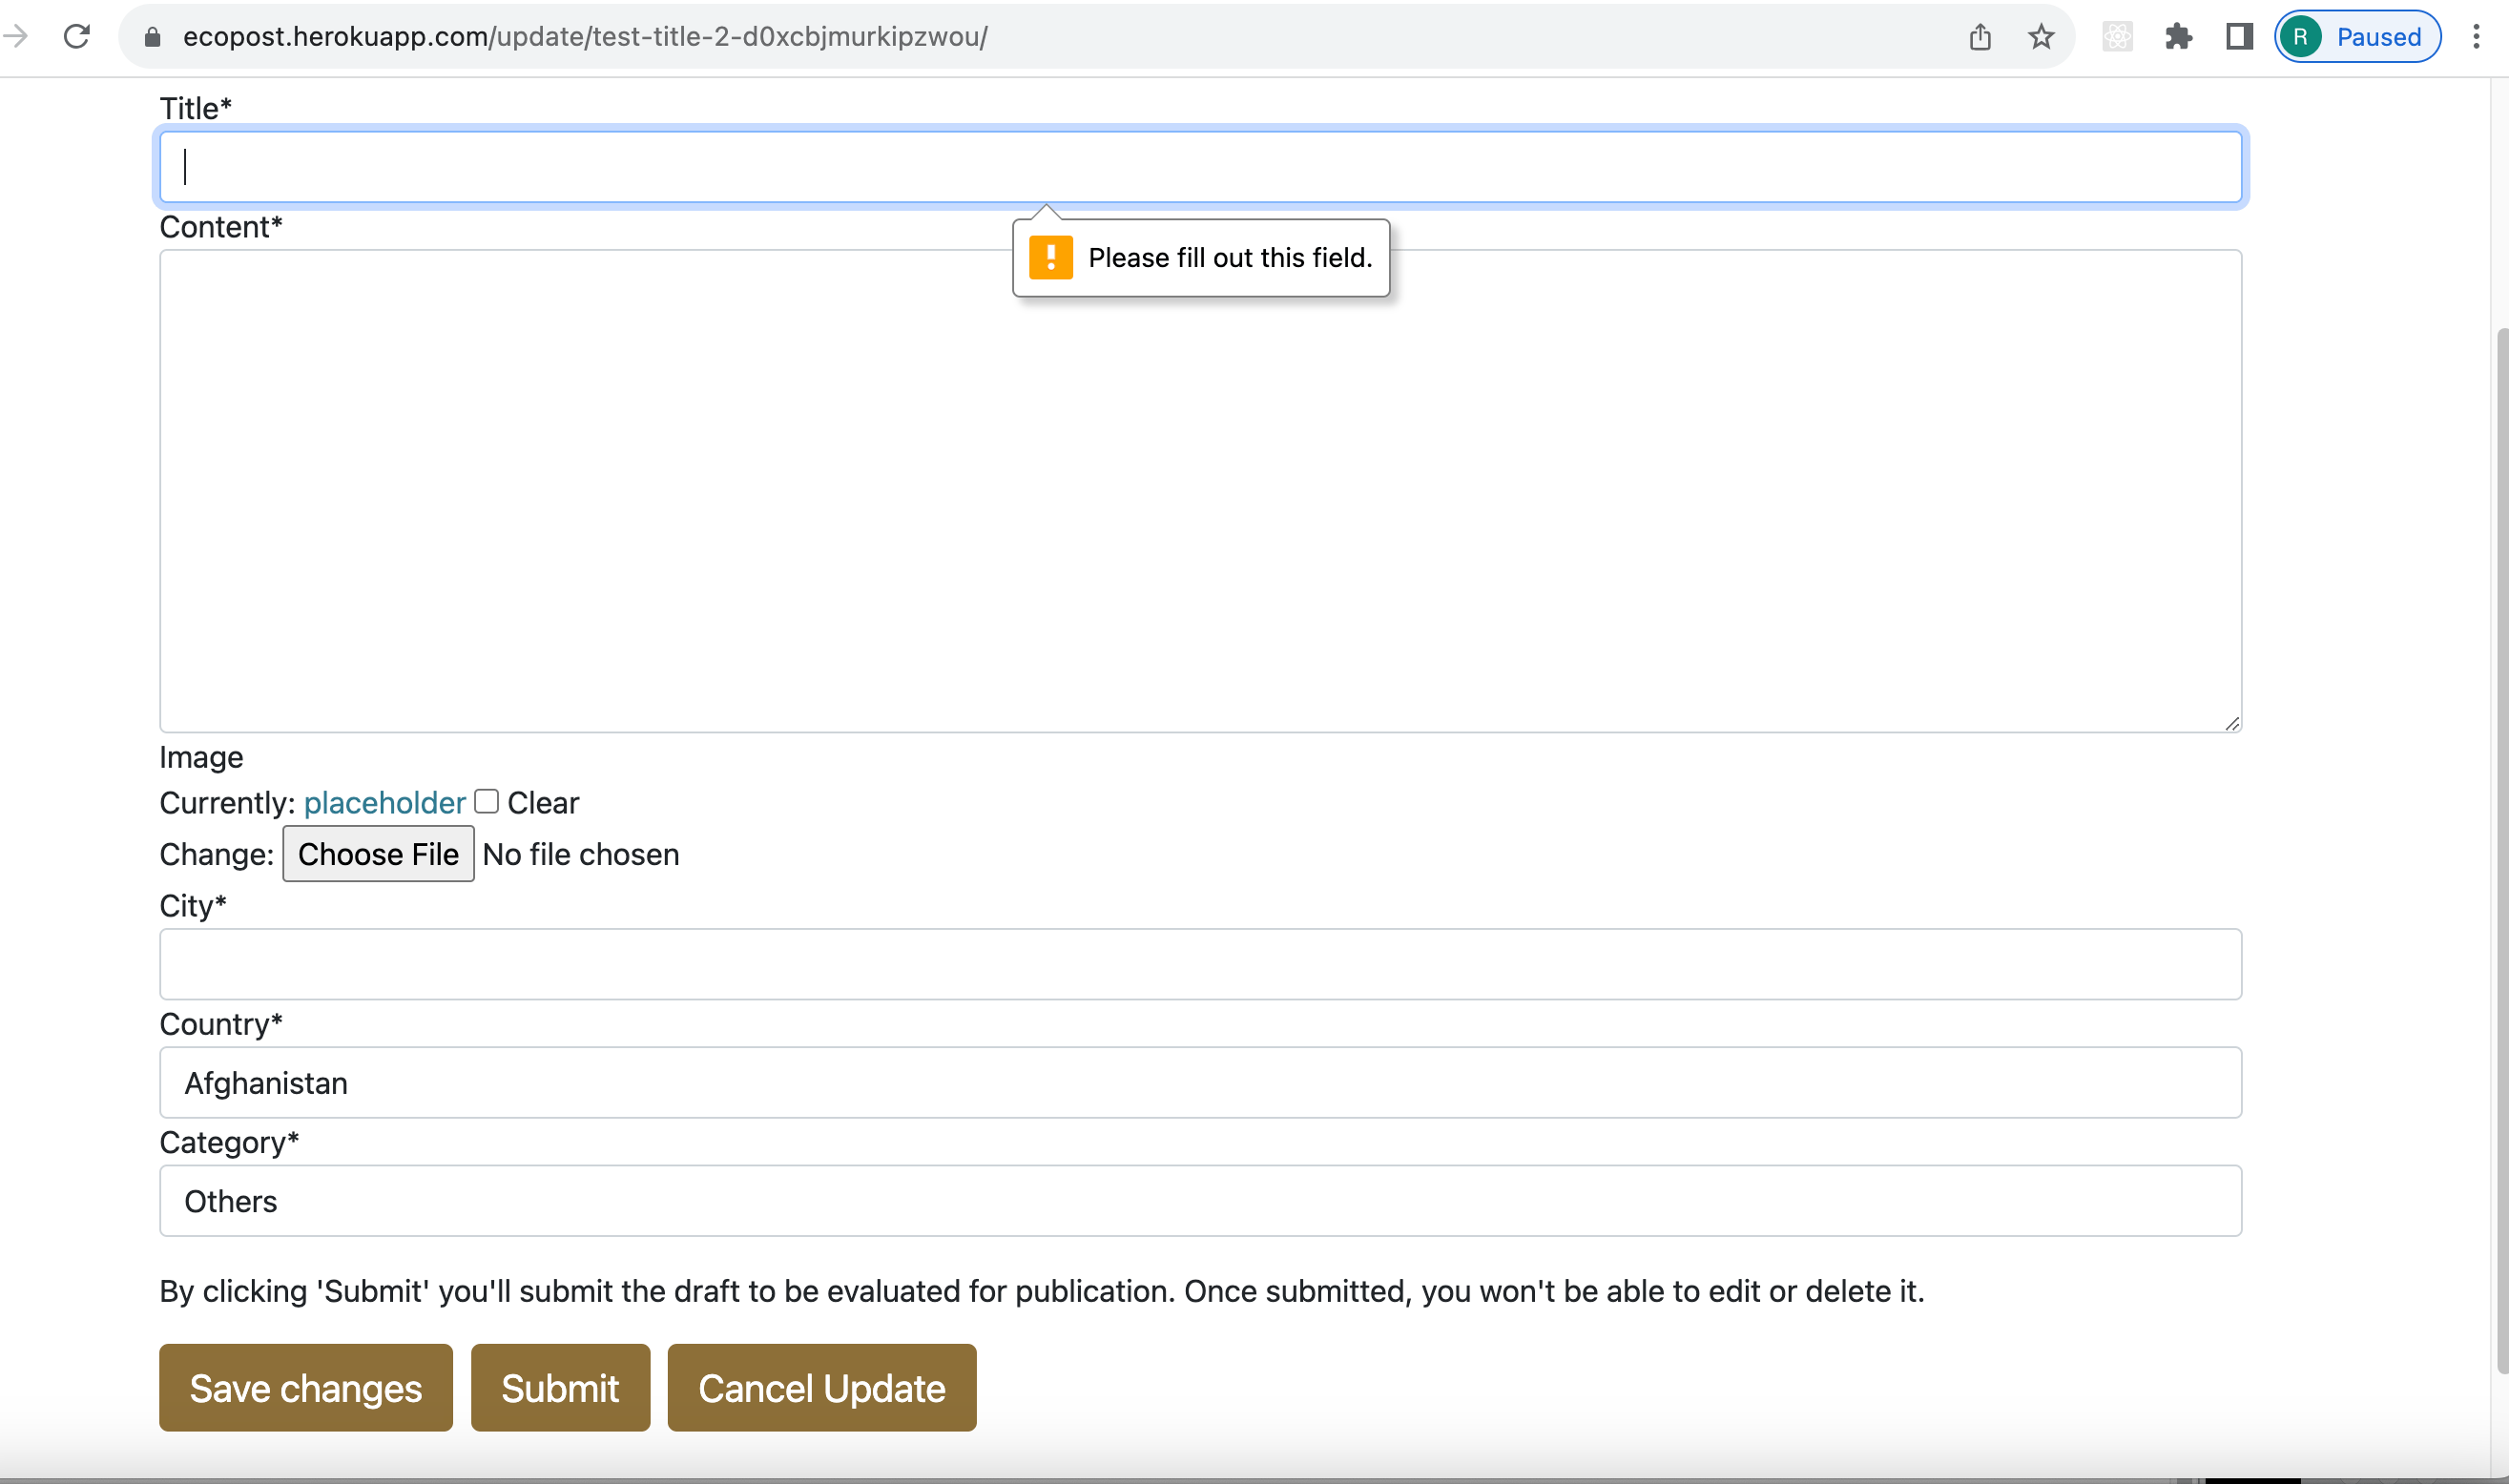 ecopost.herokuapp.com/update/test-title-2-d0xcbjmurkipzwou/
R Paused
Title*
Content*
! Please fill out this field.
Image
Currently: placeholder Clear
Change: Choose File No file chosen
City*
Country*
Afghanistan
Category*
Others
By clicking 'Submit' you'll submit the draft to be evaluated for publication. Once submitted, you won't be able to edit or delete it.
Save changes Submit Cancel Update